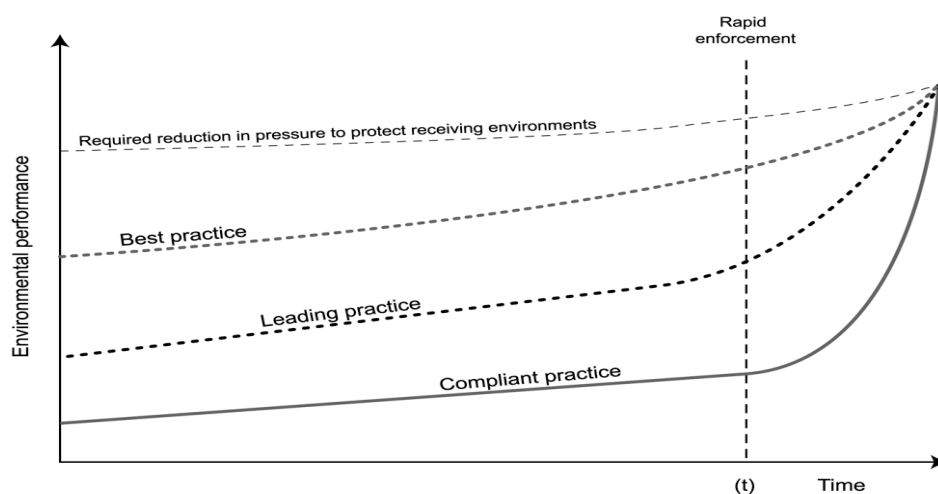 Rapid
enforcement
Required reduction in pressure to protect receiving environments
Environmental performance
Best practice
Leading practice
Compliant practice
(t)
Time